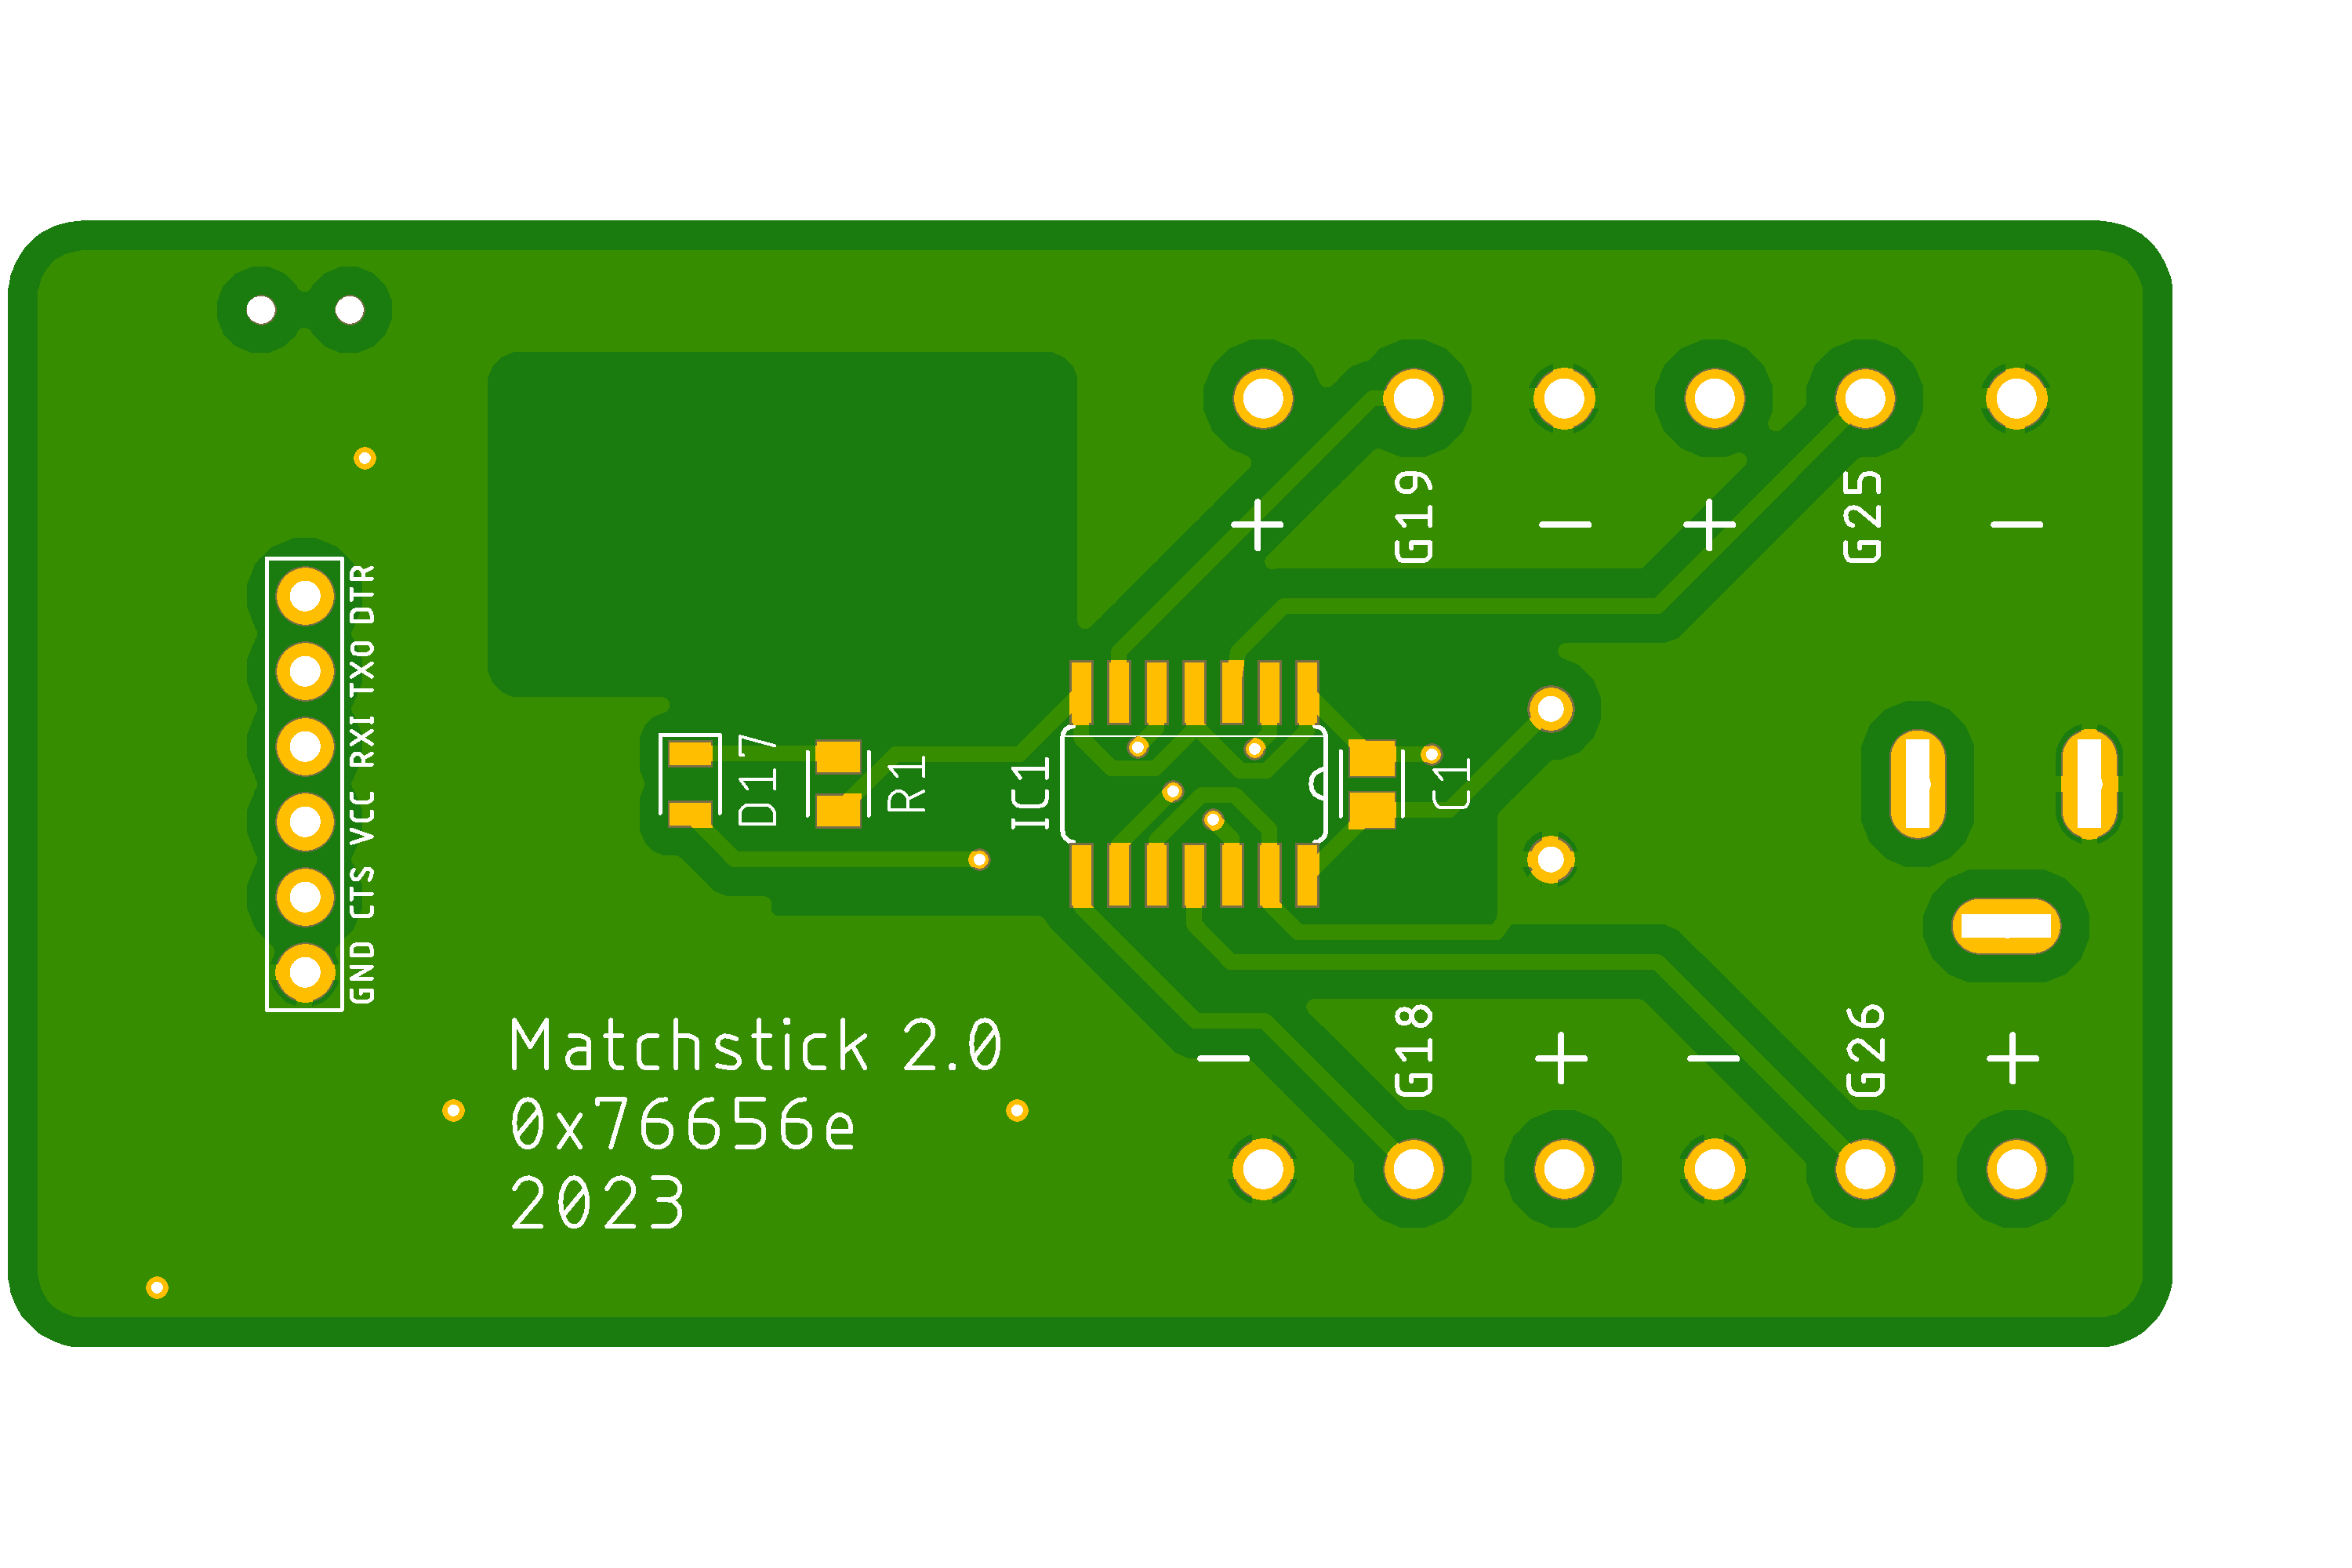 + G19 − + G25 −
DTR
TXO
RXI
VCC
CTS
GND
D17
R1
IC1
C1
− G18 + − G26 +
Matchstick 2.0
0x76656e
2023